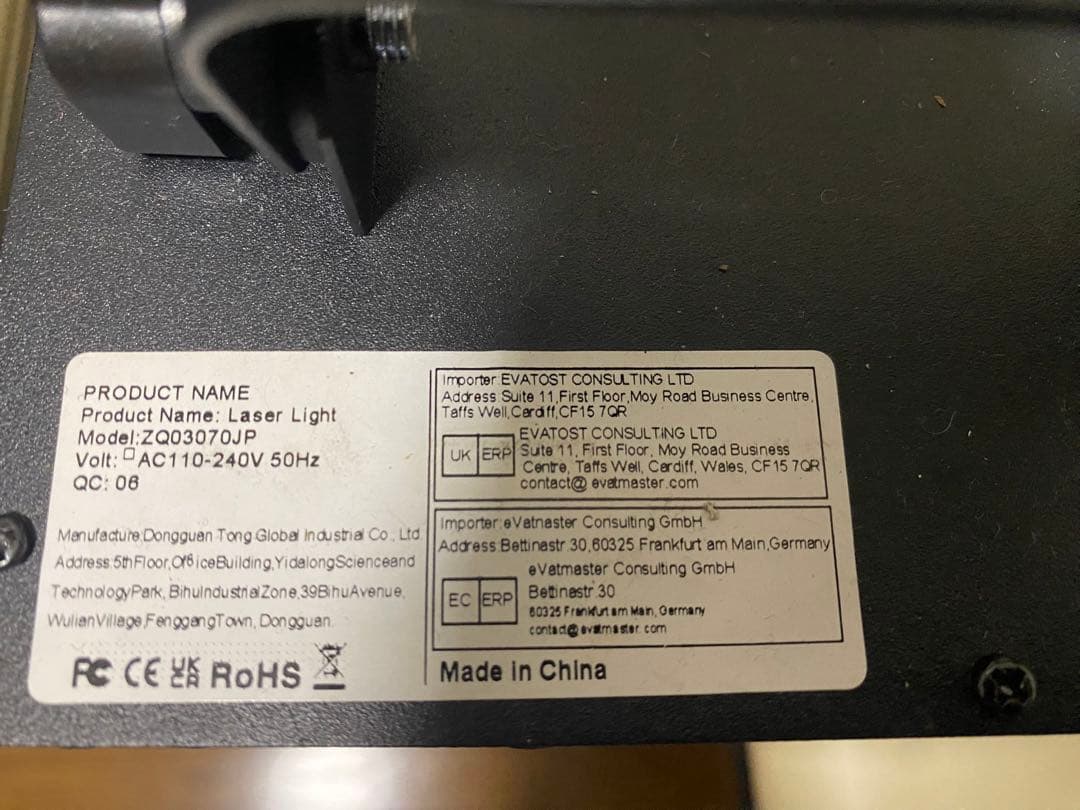 PRODUCT NAME
Product Name: Laser Light
Model:ZQ03070JP
Volt: □AC110-240V 50Hz
QC: 06
Manufacture:Dongguan Tong Global Industrial Co., Ltd
Address:5thFloor,OfficeBuilding,YidalongScienceand
TechnologyPark, BihuIndustrialZone,39BihuAvenue,
WulianVillage,FenggangTown, Dongguan.
FC CE UK CA RoHS
Importer:EVATOST CONSULTING LTD
Address:Suite 11,First Floor,Moy Road Business Centre,
Taffs Well,Cardiff,CF15 7QR
UK ERP
EVATOST CONSULTING LTD
Suite 11, First Floor, Moy Road Business
Centre, Taffs Well, Cardiff, Wales, CF15 7QR
contact@ evatmaster.com
Importer:eVatnaster Consulting GmbH
Address:Bettinastr.30,60325 Frankfurt am Main,Germany
EC ERP
eVatmaster Consulting GmbH
Bettinastr.30
60325 Frankfurt am Main, Germany
contact@ evatmaster. com
Made in China